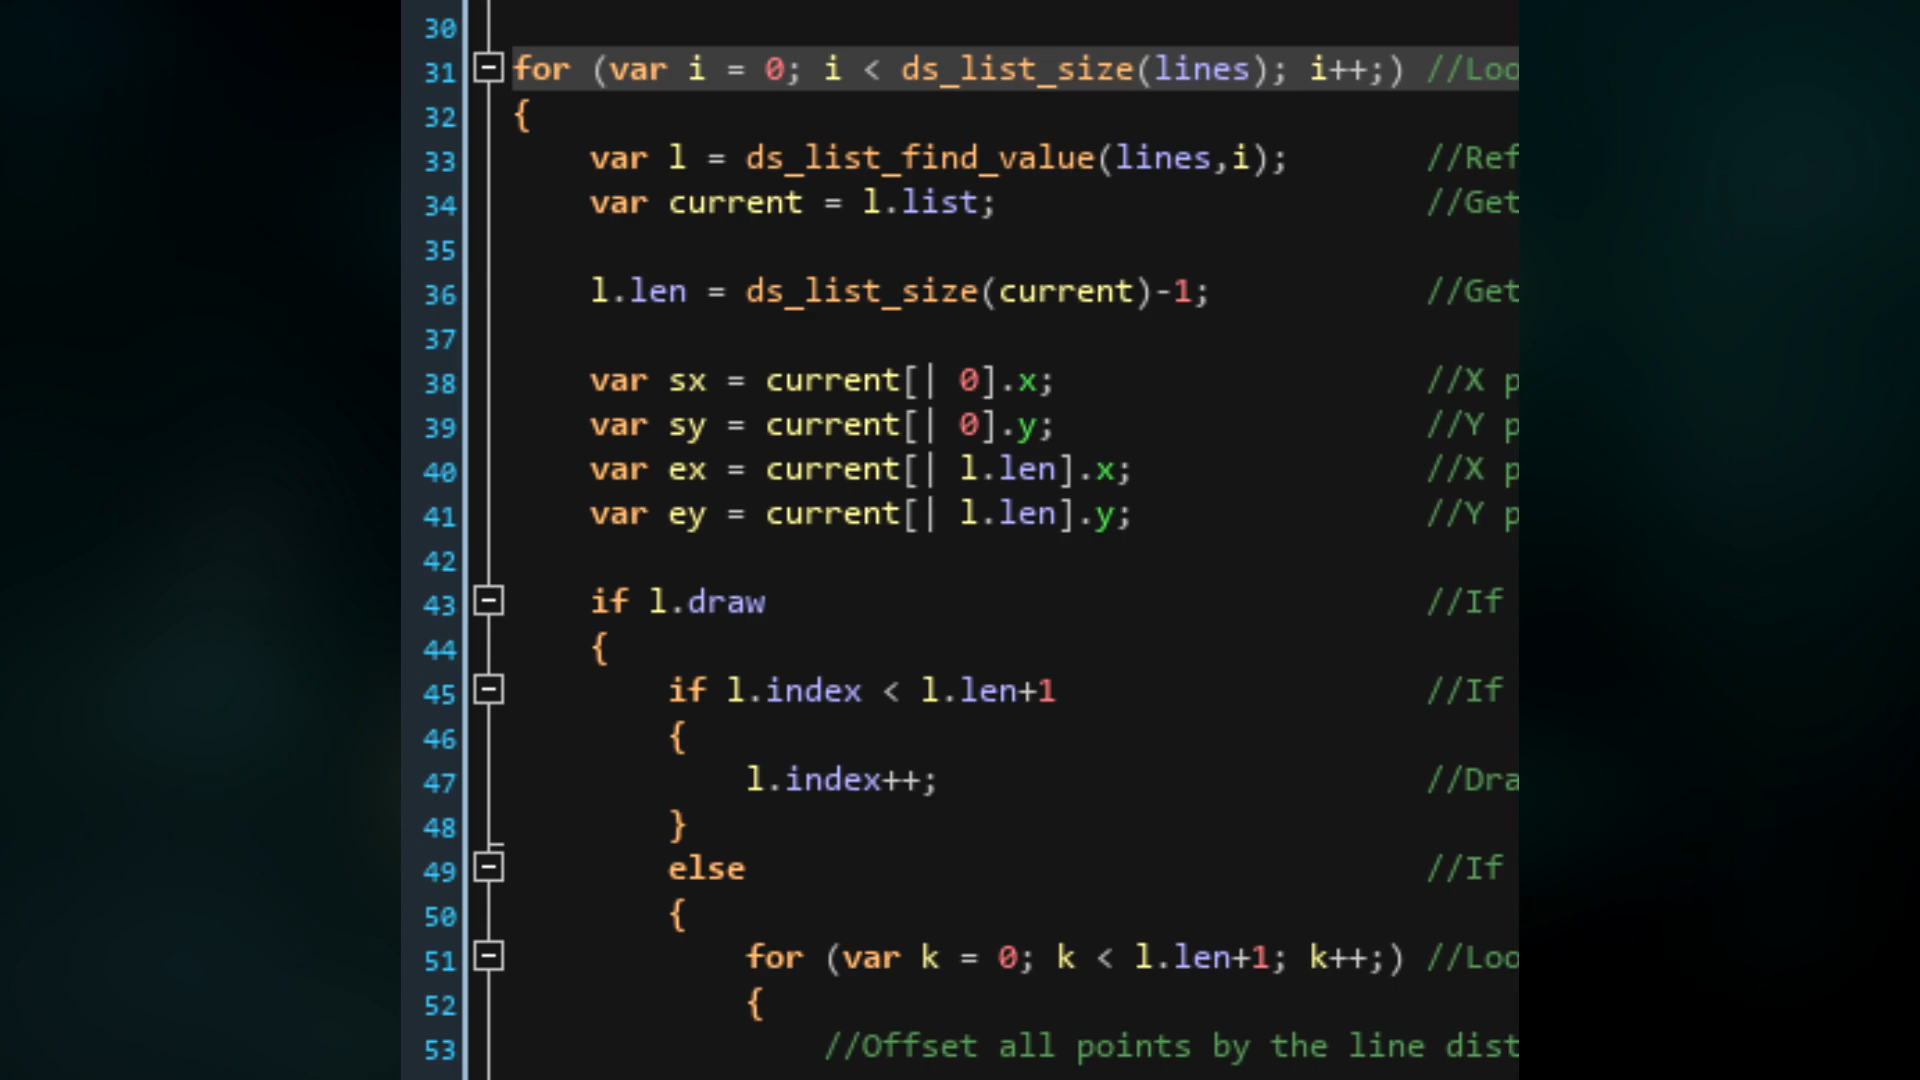 30
31 for (var i = 0; i < ds_list_size(lines); i++;) //Loo
32 {
33 var l = ds_list_find_value(lines,i); //Ref
34 var current = l.list; //Get
35
36 l.len = ds_list_size(current)-1; //Get
37
38 var sx = current[| 0].x; //X p
39 var sy = current[| 0].y; //Y p
40 var ex = current[| l.len].x; //X p
41 var ey = current[| l.len].y; //Y p
42
43 if l.draw //If
44 {
45 if l.index < l.len+1 //If
46 {
47 l.index++; //Dra
48 }
49 else //If
50 {
51 for (var k = 0; k < l.len+1; k++;) //Loo
52 {
53 //Offset all points by the line dist